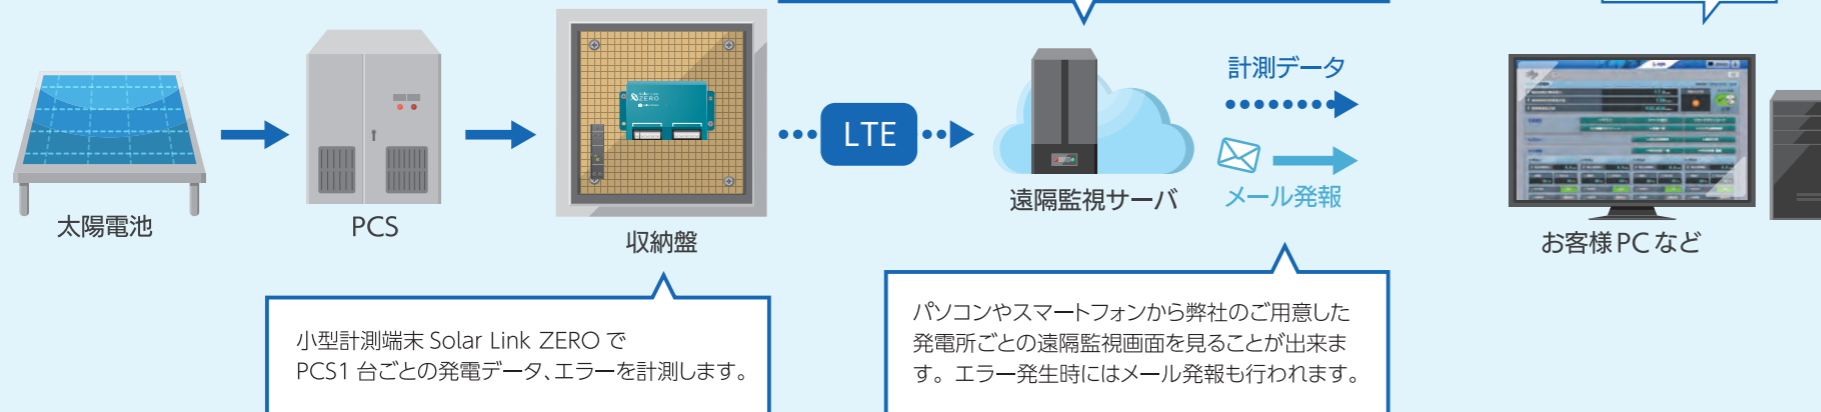 計測データ
LTE
メール発報
遠隔監視サーバ
太陽電池
PCS
収納盤
お客様PCなど
ZERO
小型計測端末 Solar Link ZERO で
PCS1 台ごとの発電データ、エラーを計測します。
パソコンやスマートフォンから弊社のご用意した
発電所ごとの遠隔監視画面を見ることが出来ま
す。エラー発生時にはメール発報も行われます。